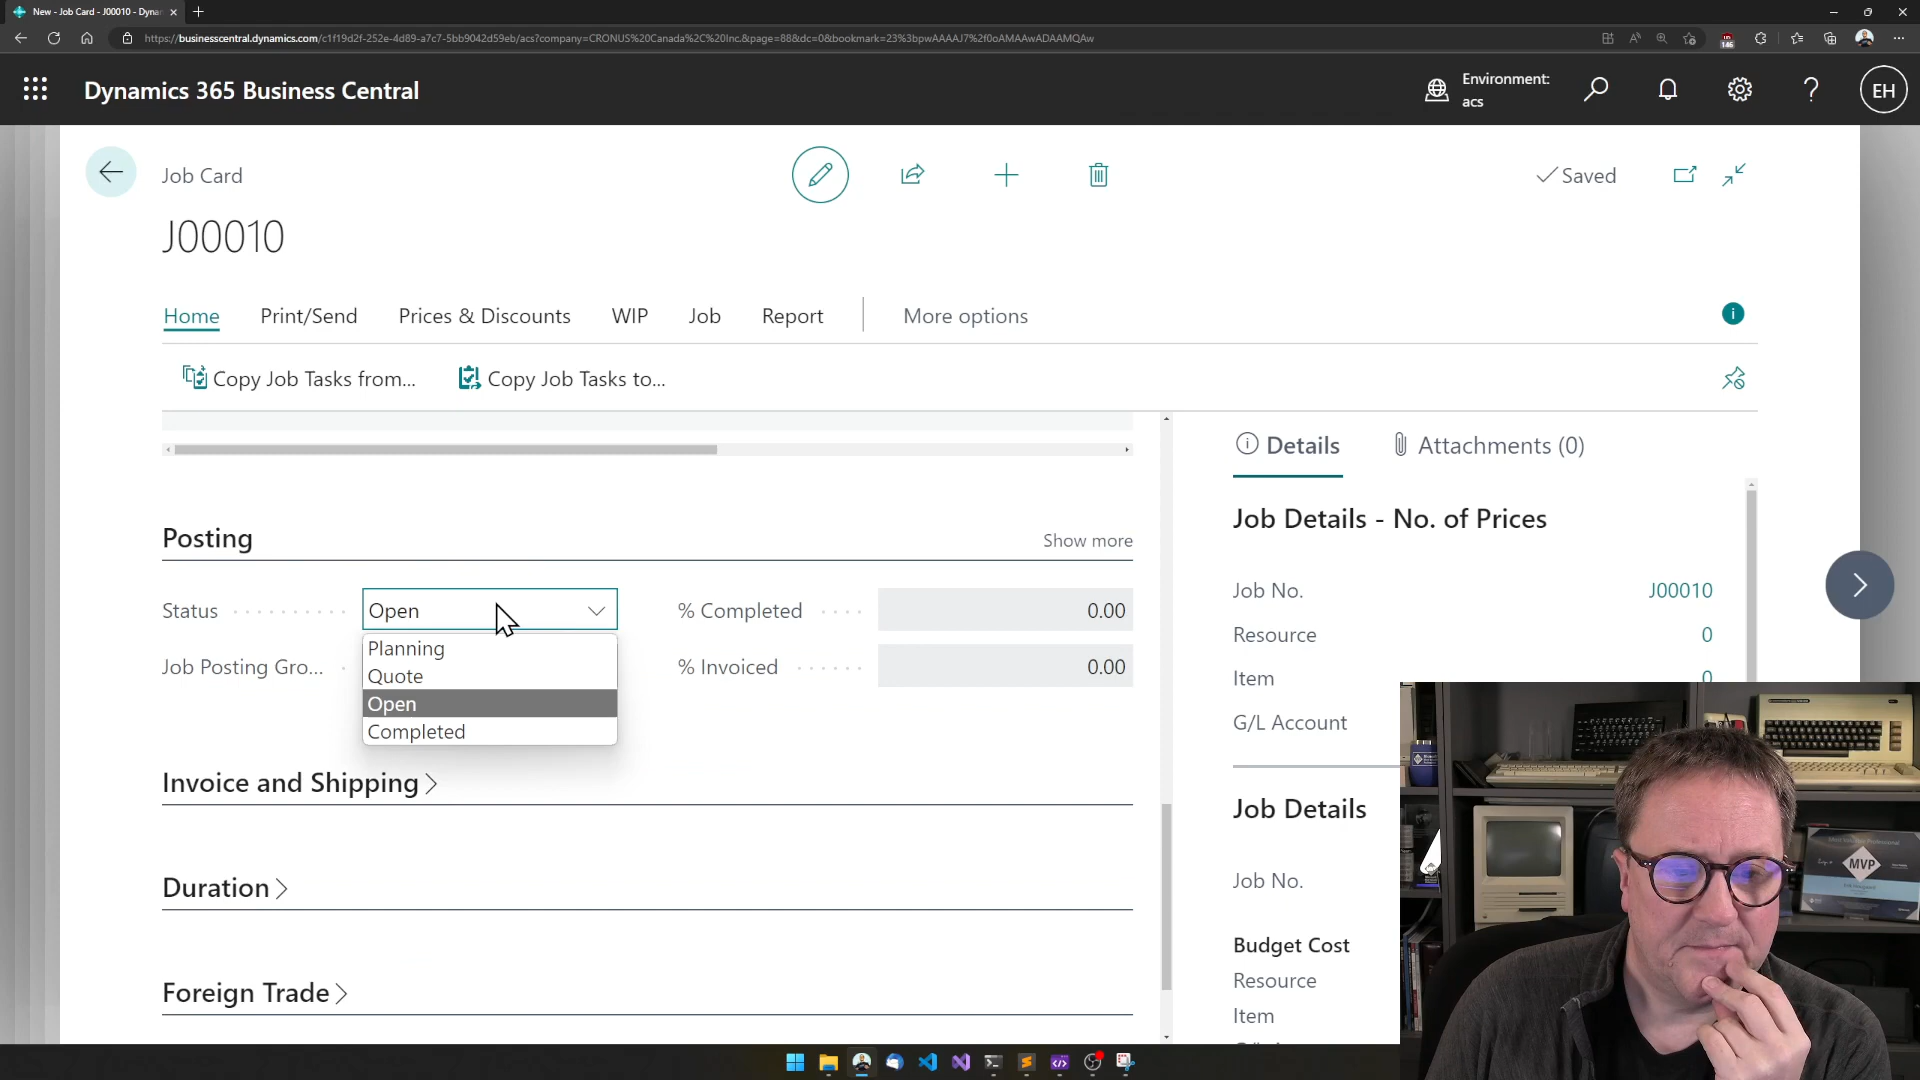 New - Job Card - J00010 - Dyna
https://businesscentral.dynamics.com/c1f19d2f-252e-4d89-a7c7-5bb9042d59eb/acs?company=CRONUS%20Canada%2C%20Inc.&page=88&dc=0&bookmark=23%3bpwAAAAJ7%2f0oAMAAwADAAMQAw
146
Dynamics 365 Business Central
Environment:
acs
EH
Job Card
Saved
J00010
Home Print/Send Prices & Discounts WIP Job Report More options
Copy Job Tasks from... Copy Job Tasks to...
Details Attachments (0)
Posting Show more
Job Details - No. of Prices
Status Open % Completed 0.00
Job No. J00010
Planning
Resource 0
Job Posting Gro... Quote % Invoiced 0.00
Item 0
Open
G/L Account
Completed
Invoice and Shipping
Job Details
Duration
Job No.
MVP
Budget Cost
Resource
Foreign Trade
Item